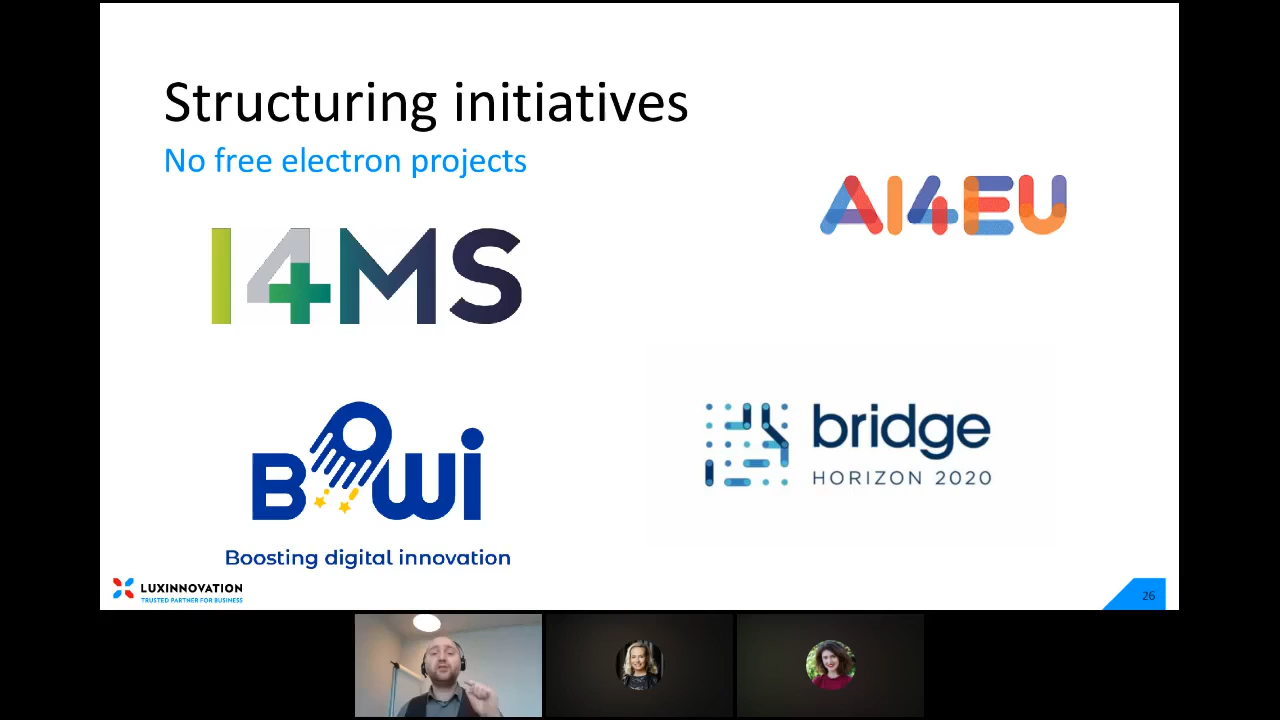 Structuring initiatives
No free electron projects
AI4EU
I4MS
bridge
HORIZON 2020
BOWI
Boosting digital innovation
LUXINNOVATION
TRUSTED PARTNER FOR BUSINESS
26